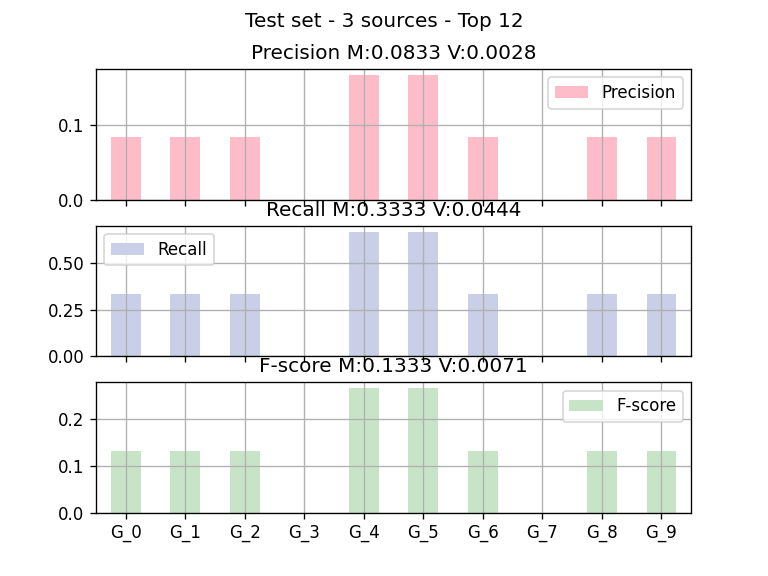 Test set - 3 sources - Top 12
Precision M:0.0833 V:0.0028
Precision
0.1
0.0
Recall M:0.3333 V:0.0444
Recall
0.50
0.25
0.00
F-score M:0.1333 V:0.0071
F-score
0.2
0.1
0.0
G_0 G_1 G_2 G_3 G_4 G_5 G_6 G_7 G_8 G_9